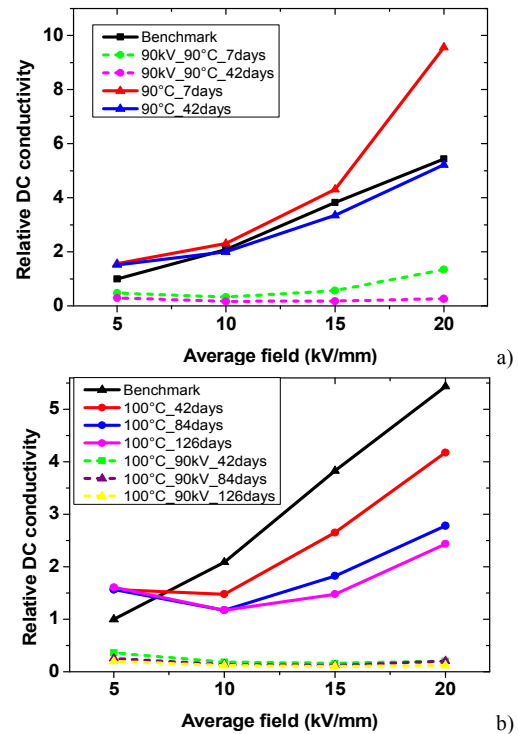 Benchmark
90kV_90°C_7days
90kV_90°C_42days
90°C_7days
90°C_42days
Relative DC conductivity
10
8
6
4
2
0
5 10 15 20
Average field (kV/mm)
a)
Benchmark
100°C_42days
100°C_84days
100°C_126days
100°C_90kV_42days
100°C_90kV_84days
100°C_90kV_126days
Relative DC conductivity
5
4
3
2
1
0
5 10 15 20
Average field (kV/mm)
b)